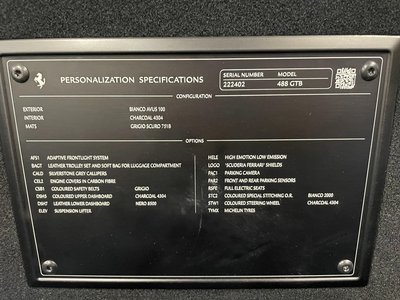 PERSONALIZATION SPECIFICATIONS
SERIAL NUMBER MODEL
222402 488 GTB
CONFIGURATION
EXTERIOR BIANCO AVUS 100
INTERIOR CHARCOAL 4304
MATS GRIGIO SCURO 7518
OPTIONS
AFS1 ADAPTIVE FRONTLIGHT SYSTEM
BAGT LEATHER TROLLEY SET AND SOFT BAG FOR LUGGAGE COMPARTMENT
CALD SILVERSTONE GREY CALLIPERS
CEL2 ENGINE COVERS IN CARBON FIBRE
CSB1 COLOURED SAFETY BELTS GRIGIO
DSH5 COLOURED UPPER DASHBOARD CHARCOAL 4304
DSH7 LEATHER LOWER DASHBOARD NERO 8500
ELEV SUSPENSION LIFTER
HELE HIGH EMOTION LOW EMISSION
LOGO 'SCUDERIA FERRARI' SHIELDS
PAC1 PARKING CAMERA
PAR2 FRONT AND REAR PARKING SENSORS
RSFE FULL ELECTRIC SEATS
STC2 COLOURED SPECIAL STITCHING O.R. BIANCO 2000
STW1 COLOURED STEERING WHEEL CHARCOAL 4304
TYMX MICHELIN TYRES